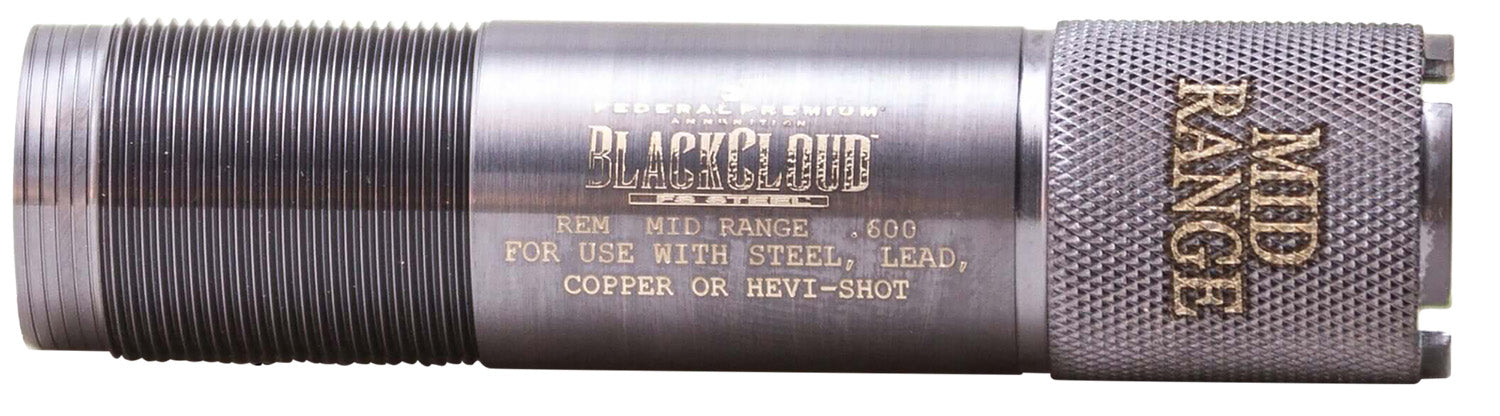 FEDERAL PREMIUM
AMMUNITION
BLACKCLOUD™
FS STEEL
REM MID RANGE .600
FOR USE WITH STEEL, LEAD,
COPPER OR HEVI-SHOT
MID
RANGE